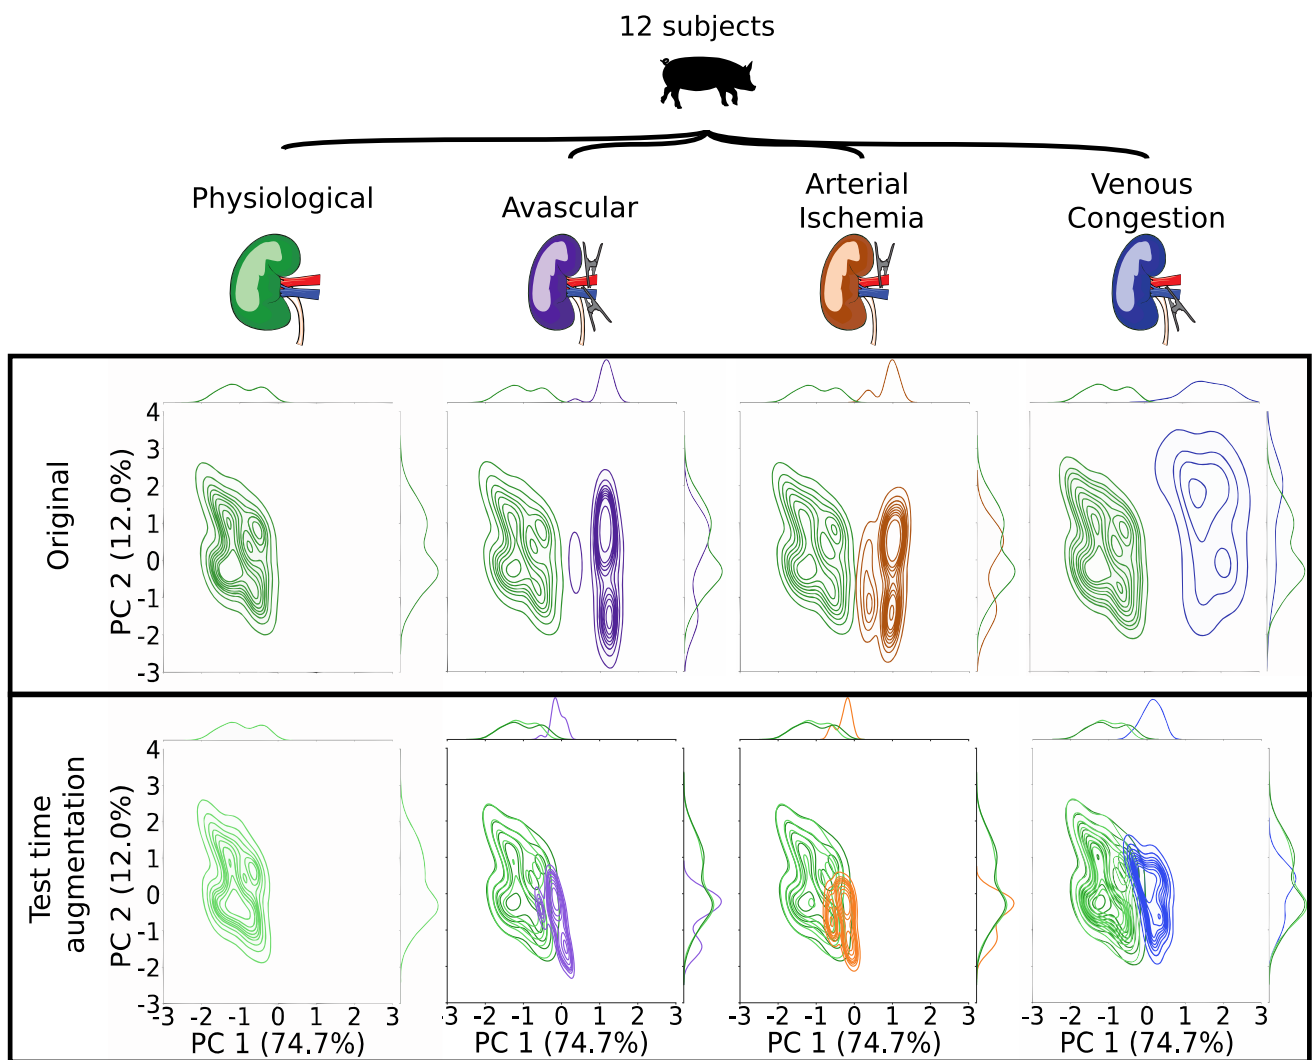 12 subjects
Physiological
Avascular
Arterial
Ischemia
Venous
Congestion
Original
PC 2 (12.0%)
4
3
2
1
0
-1
-2
-3
Test time
augmentation
PC 2 (12.0%)
4
3
2
1
0
-1
-2
-3
-3 -2 -1 0 1 2 3
-3 -2 -1 0 1 2 3
-3 -2 -1 0 1 2 3
-3 -2 -1 0 1 2 3
PC 1 (74.7%)
PC 1 (74.7%)
PC 1 (74.7%)
PC 1 (74.7%)